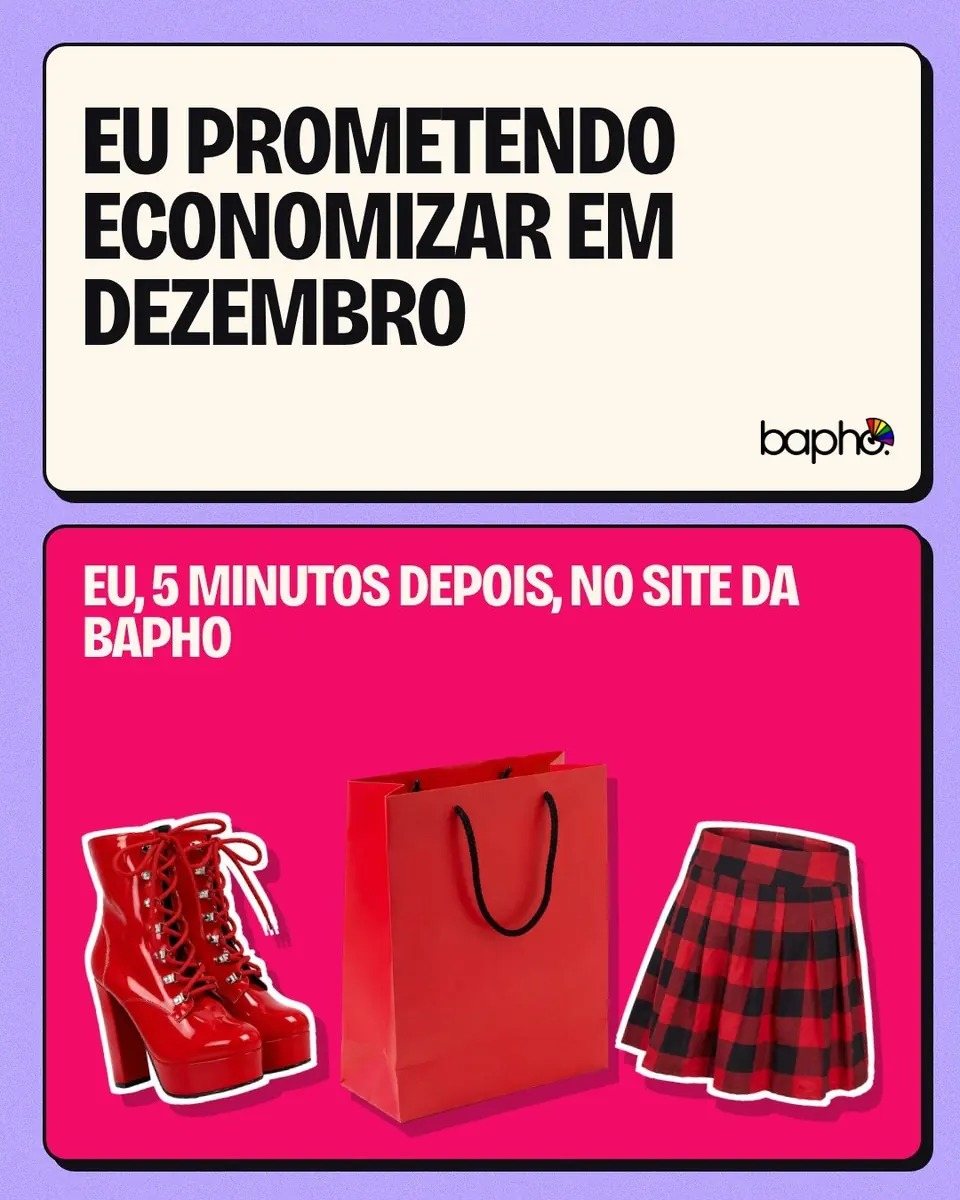 EU PROMETENDO
ECONOMIZAR EM
DEZEMBRO
bapho.
EU, 5 MINUTOS DEPOIS, NO SITE DA
BAPHO